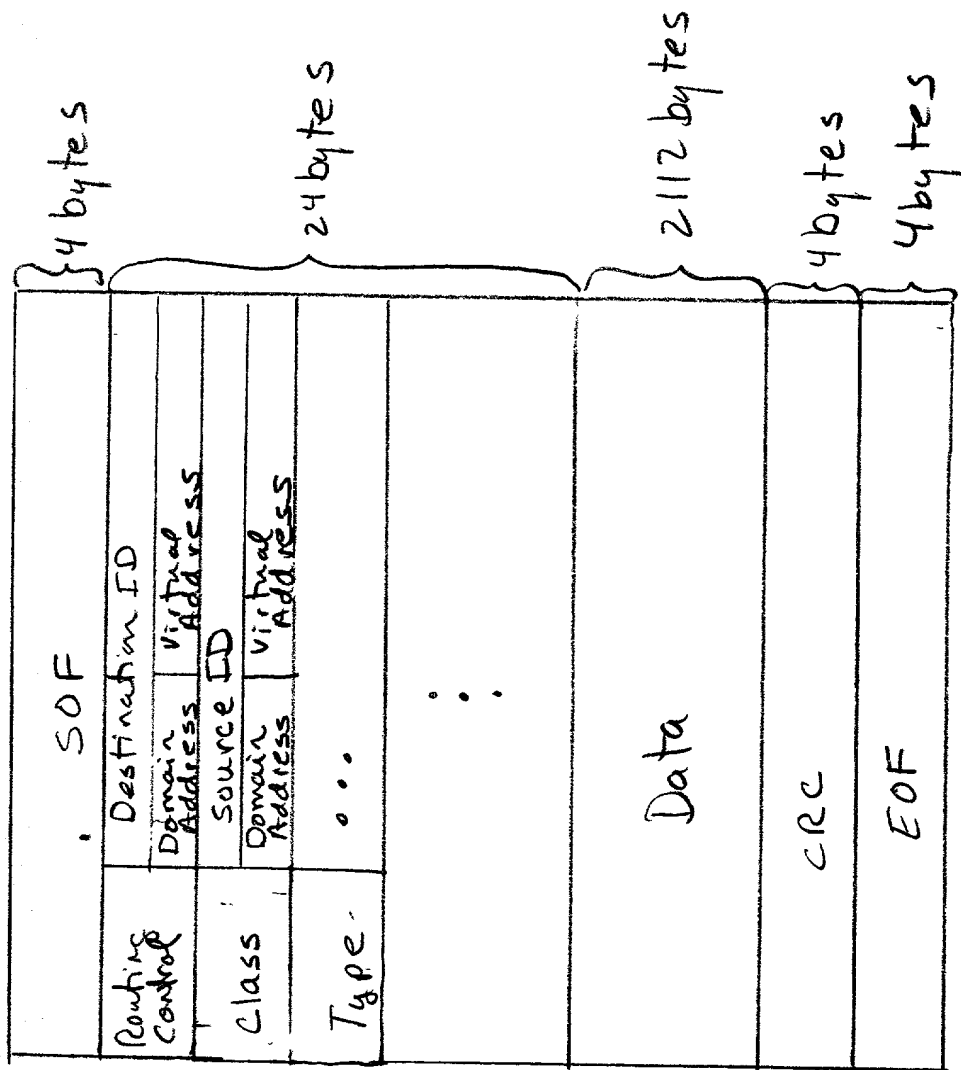 SOF
4 bytes
Routing
Control
Destination ID
Domain
Address
Virtual
Address
24 bytes
Class
Source ID
Domain
Address
Virtual
Address
Type
...
...
Data
2112 bytes
CRC
4 bytes
EOF
4 bytes